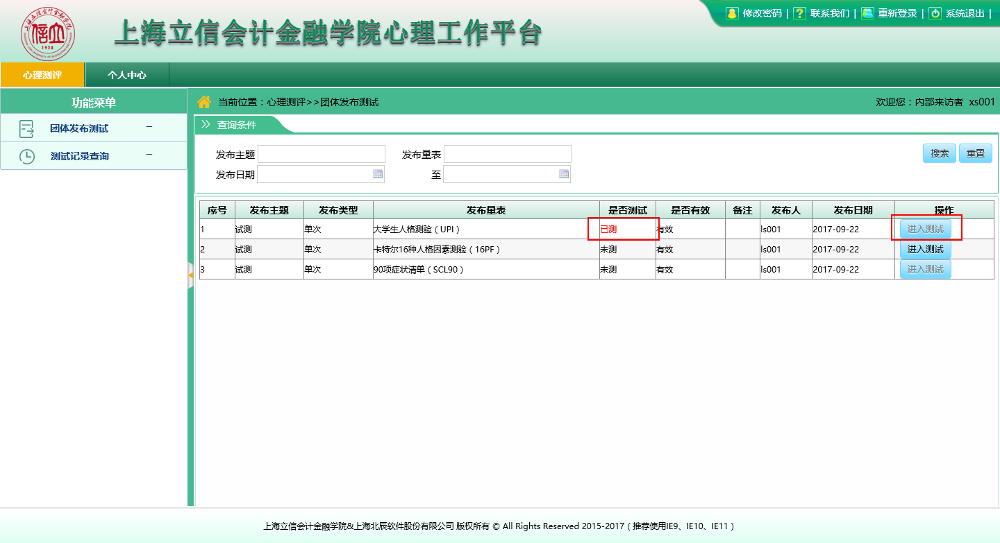 修改密码 | 联系我们 | 重新登录 | 系统退出 |
上海立信会计金融学院心理工作平台
信立
1928
心理测评 个人中心
功能菜单
团体发布测试
测试记录查询
当前位置：心理测评>>团体发布测试 欢迎您：内部来访者 xs001
查询条件
发布主题 发布量表 搜索 重置
发布日期 至
序号 发布主题 发布类型 发布量表 是否测试 是否有效 备注 发布人 发布日期 操作
1 试测 单次 大学生人格测验（UPI） 已测 有效 ls001 2017-09-22 进入测试
2 试测 单次 卡特尔16种人格因素测验（16PF） 未测 有效 ls001 2017-09-22 进入测试
3 试测 单次 90项症状清单（SCL90） 未测 有效 ls001 2017-09-22 进入测试
上海立信会计金融学院&上海北辰软件股份有限公司 版权所有 © All Rights Reserved 2015-2017（推荐使用IE9、IE10、IE11）